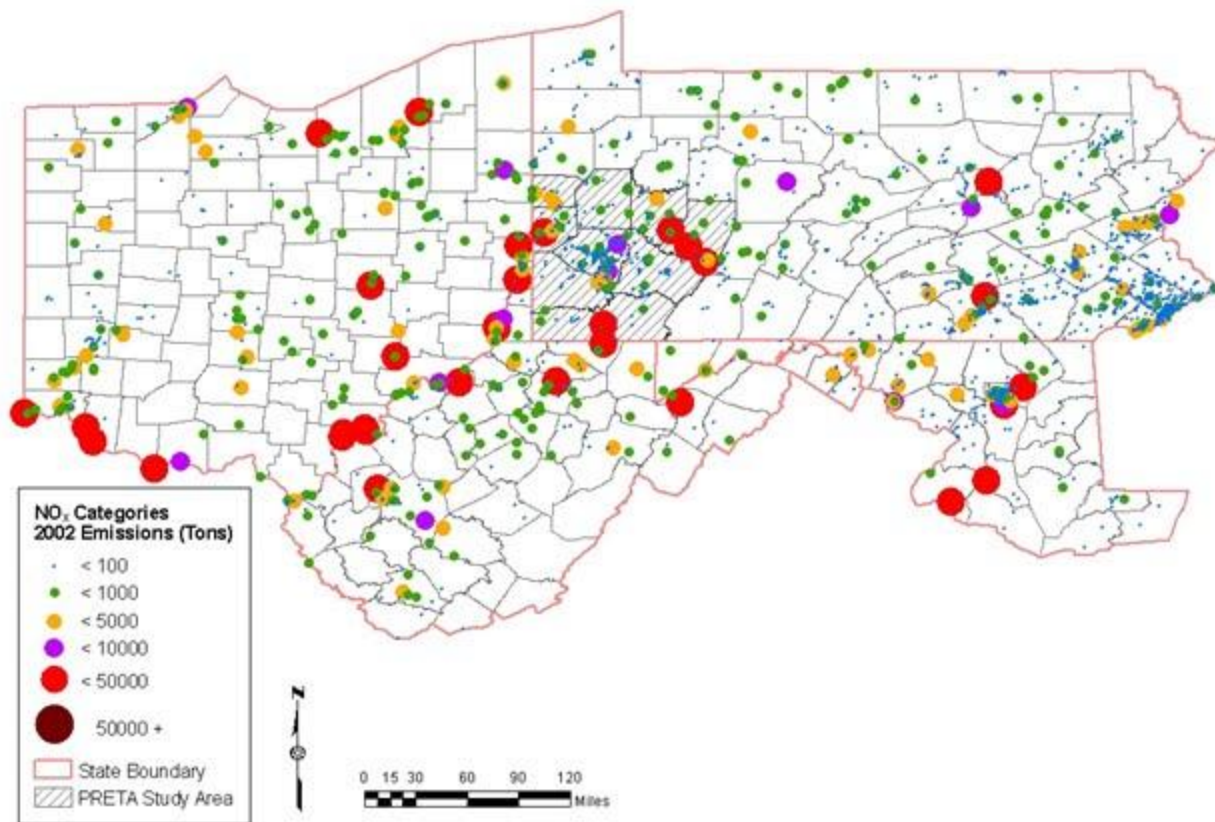 NOₓ Categories
2002 Emissions (Tons)
< 100
< 1000
< 5000
< 10000
< 50000
50000 +
State Boundary
PRETA Study Area
N
0 15 30 60 90 120
Miles